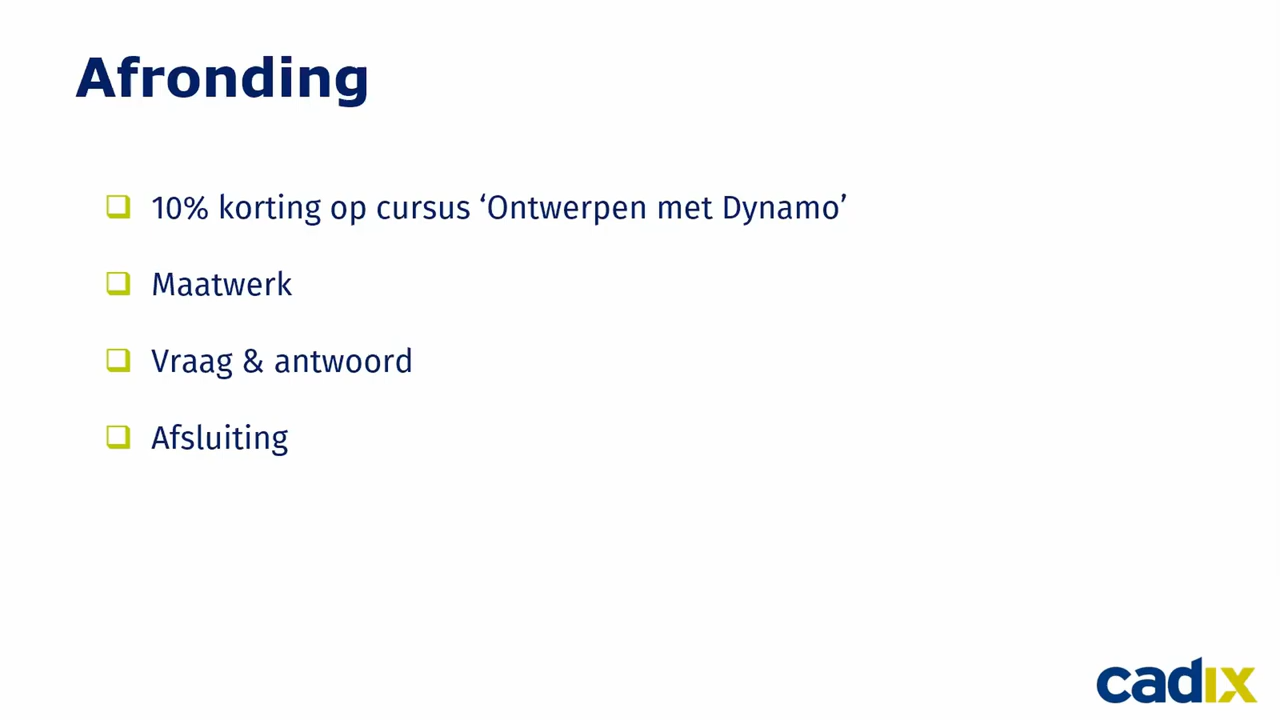 Afronding
10% korting op cursus ‘Ontwerpen met Dynamo’
Maatwerk
Vraag & antwoord
Afsluiting
cadix